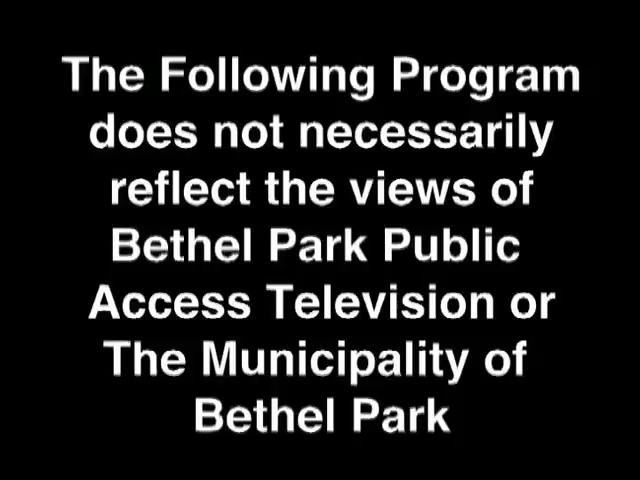 The Following Program
does not necessarily
reflect the views of
Bethel Park Public
Access Television or
The Municipality of
Bethel Park